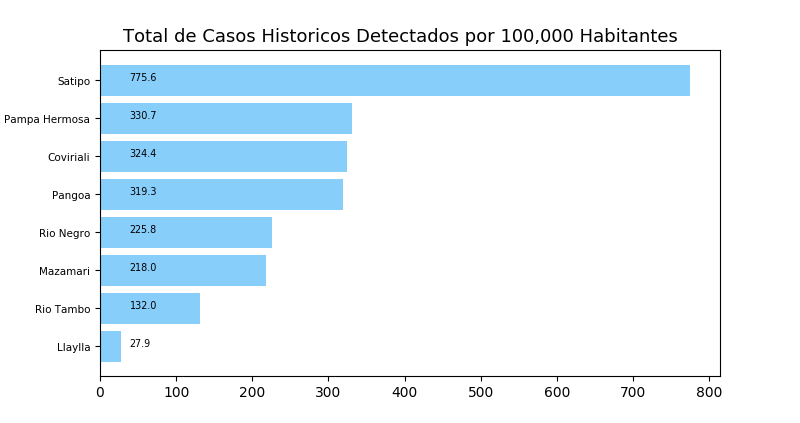 Total de Casos Historicos Detectados por 100,000 Habitantes
Satipo 775.6
Pampa Hermosa 330.7
Coviriali 324.4
Pangoa 319.3
Rio Negro 225.8
Mazamari 218.0
Rio Tambo 132.0
Llaylla 27.9
0 100 200 300 400 500 600 700 800